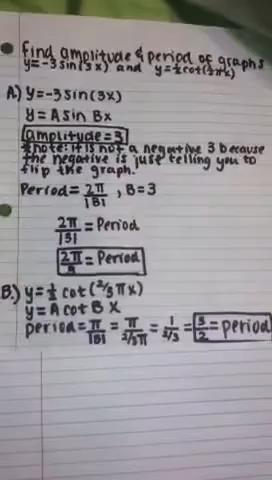 find amplitude & period of graphs
y=-3sin(3x) and y=½cot(⅔πx)
A.) y=-3sin(3x)
y=A sin Bx
amplitude=3
*note: it is not a negative 3 because
the negative is just telling you to
flip the graph.
Period= 2π/|B| , B=3
2π/|3| = Period
2π/3 = Period
B.) y=½ cot(⅔πx)
y=A cot B x
period= π/|B| = π/(2/3π) = 1/(2/3) = 3/2 = period